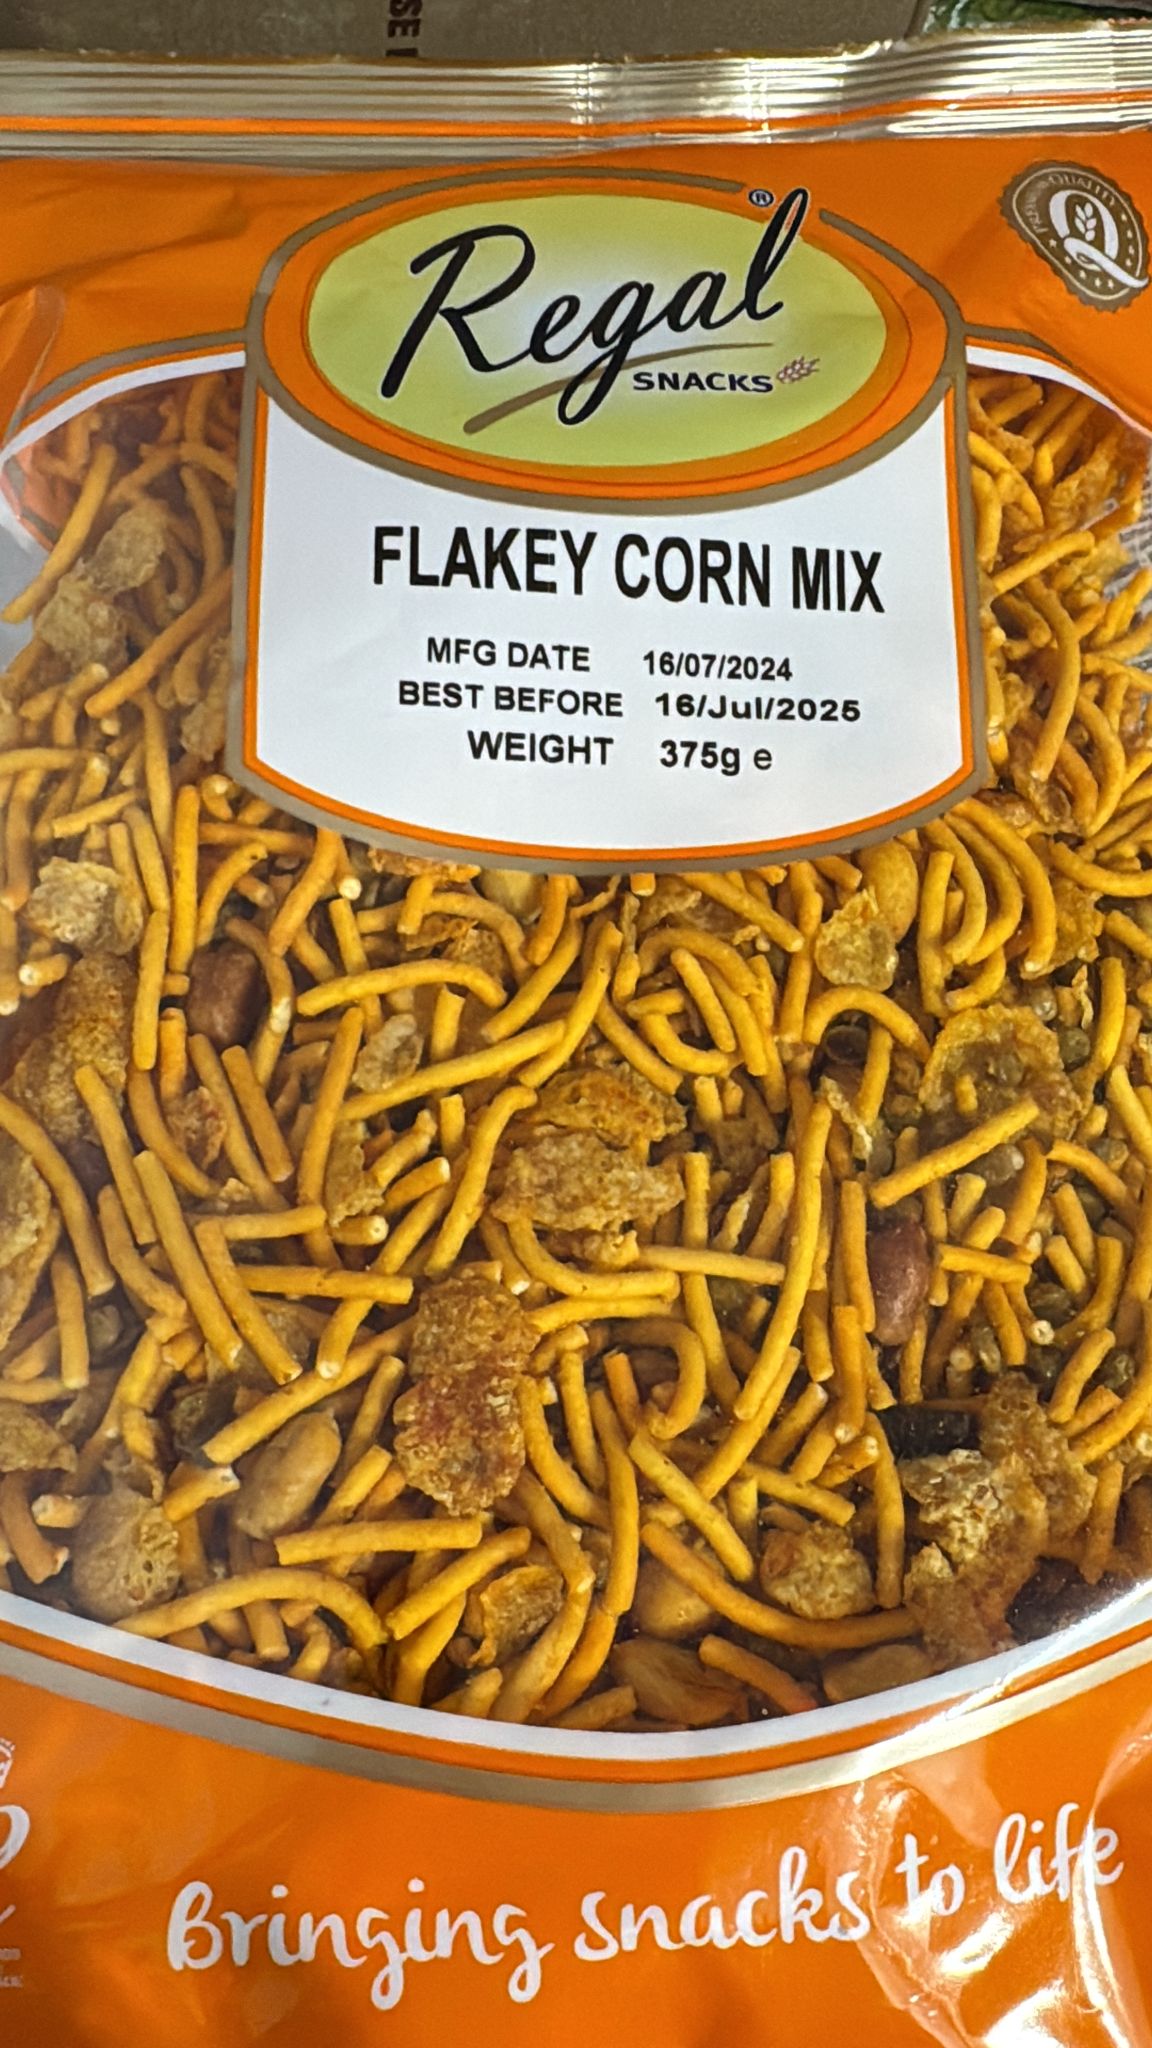 Regal®
SNACKS
FLAKEY CORN MIX
MFG DATE 16/07/2024
BEST BEFORE 16/Jul/2025
WEIGHT 375g e
Bringing snacks to life